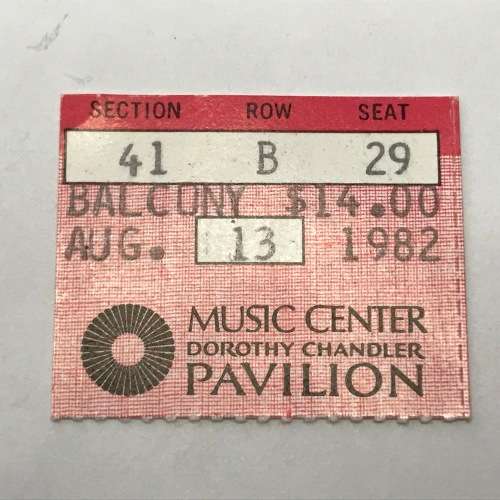 SECTION ROW SEAT
41 B 29
BALCONY $14.00
AUG. 13 1982
MUSIC CENTER
DOROTHY CHANDLER
PAVILION